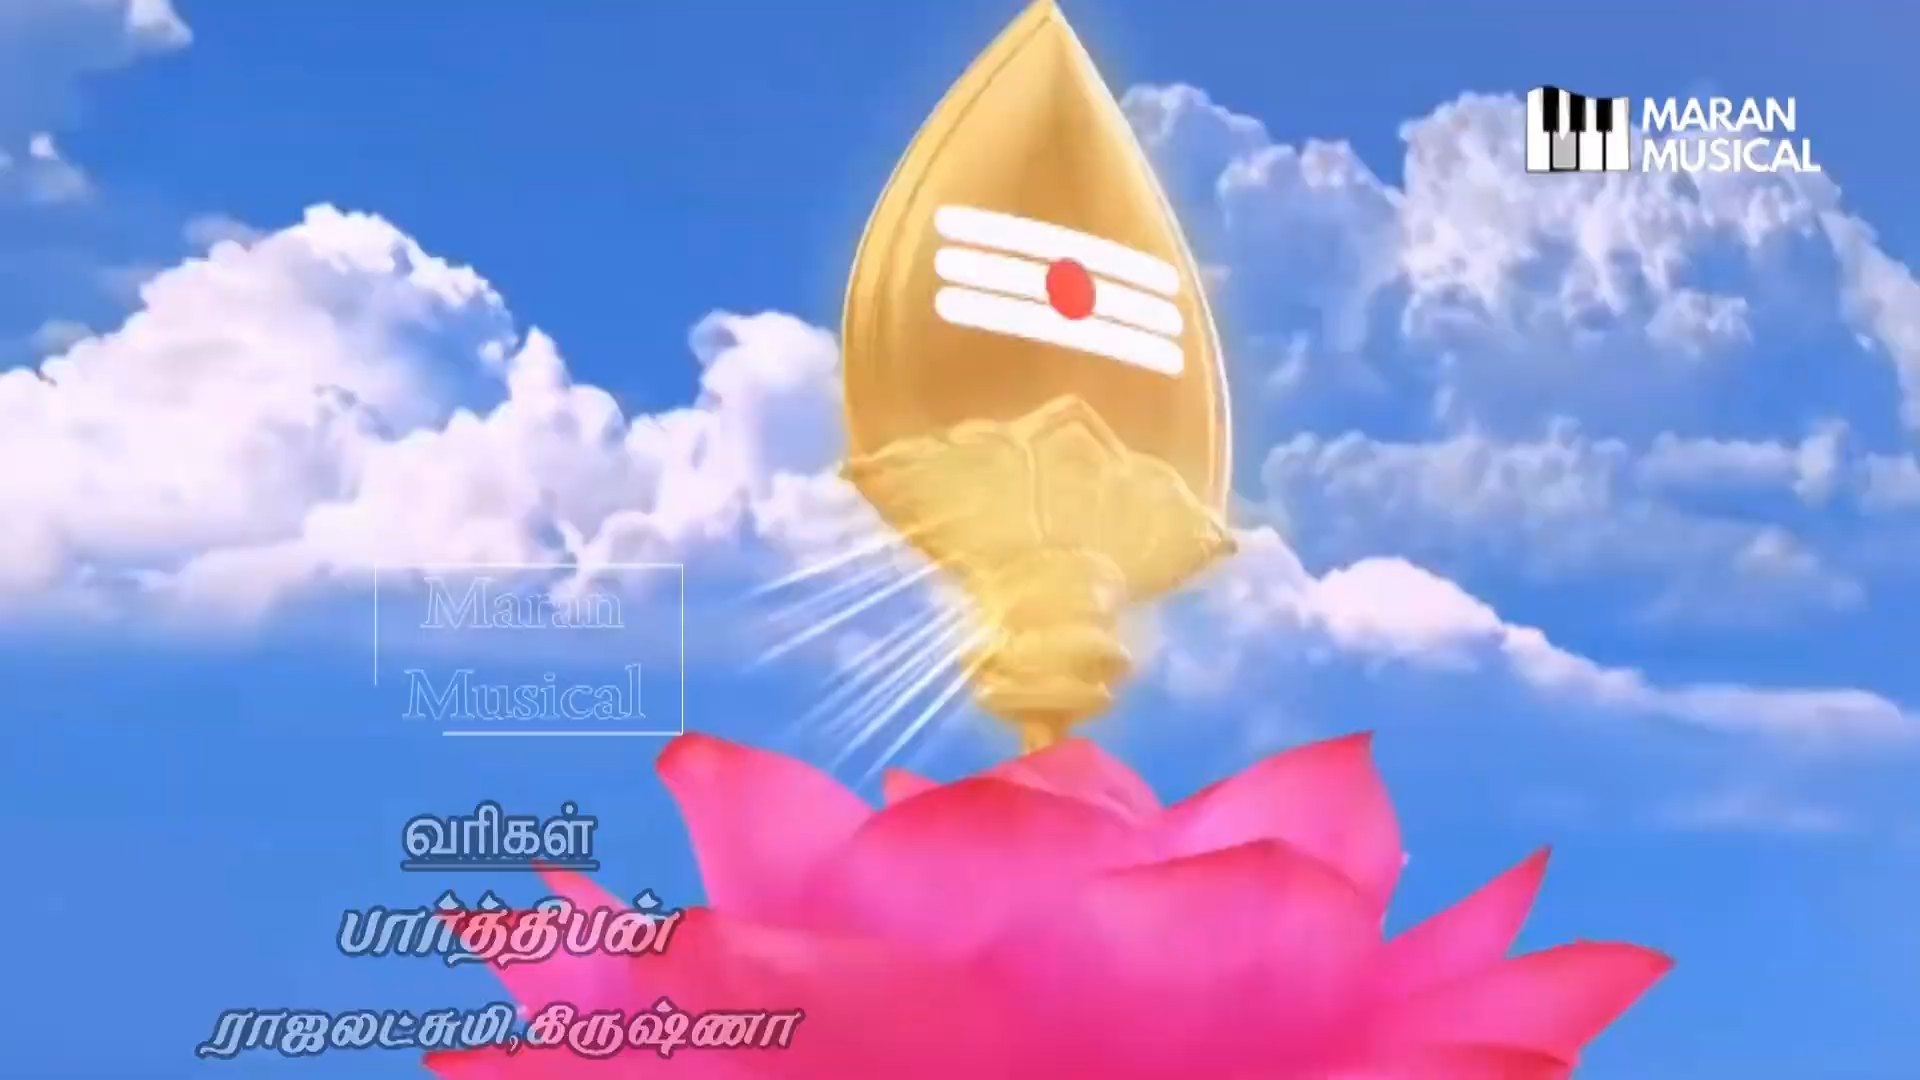 MARAN
MUSICAL
Maran
Musical
வரிகள்
பார்த்திபன்
ராஜலட்சுமி,கிருஷ்ணா